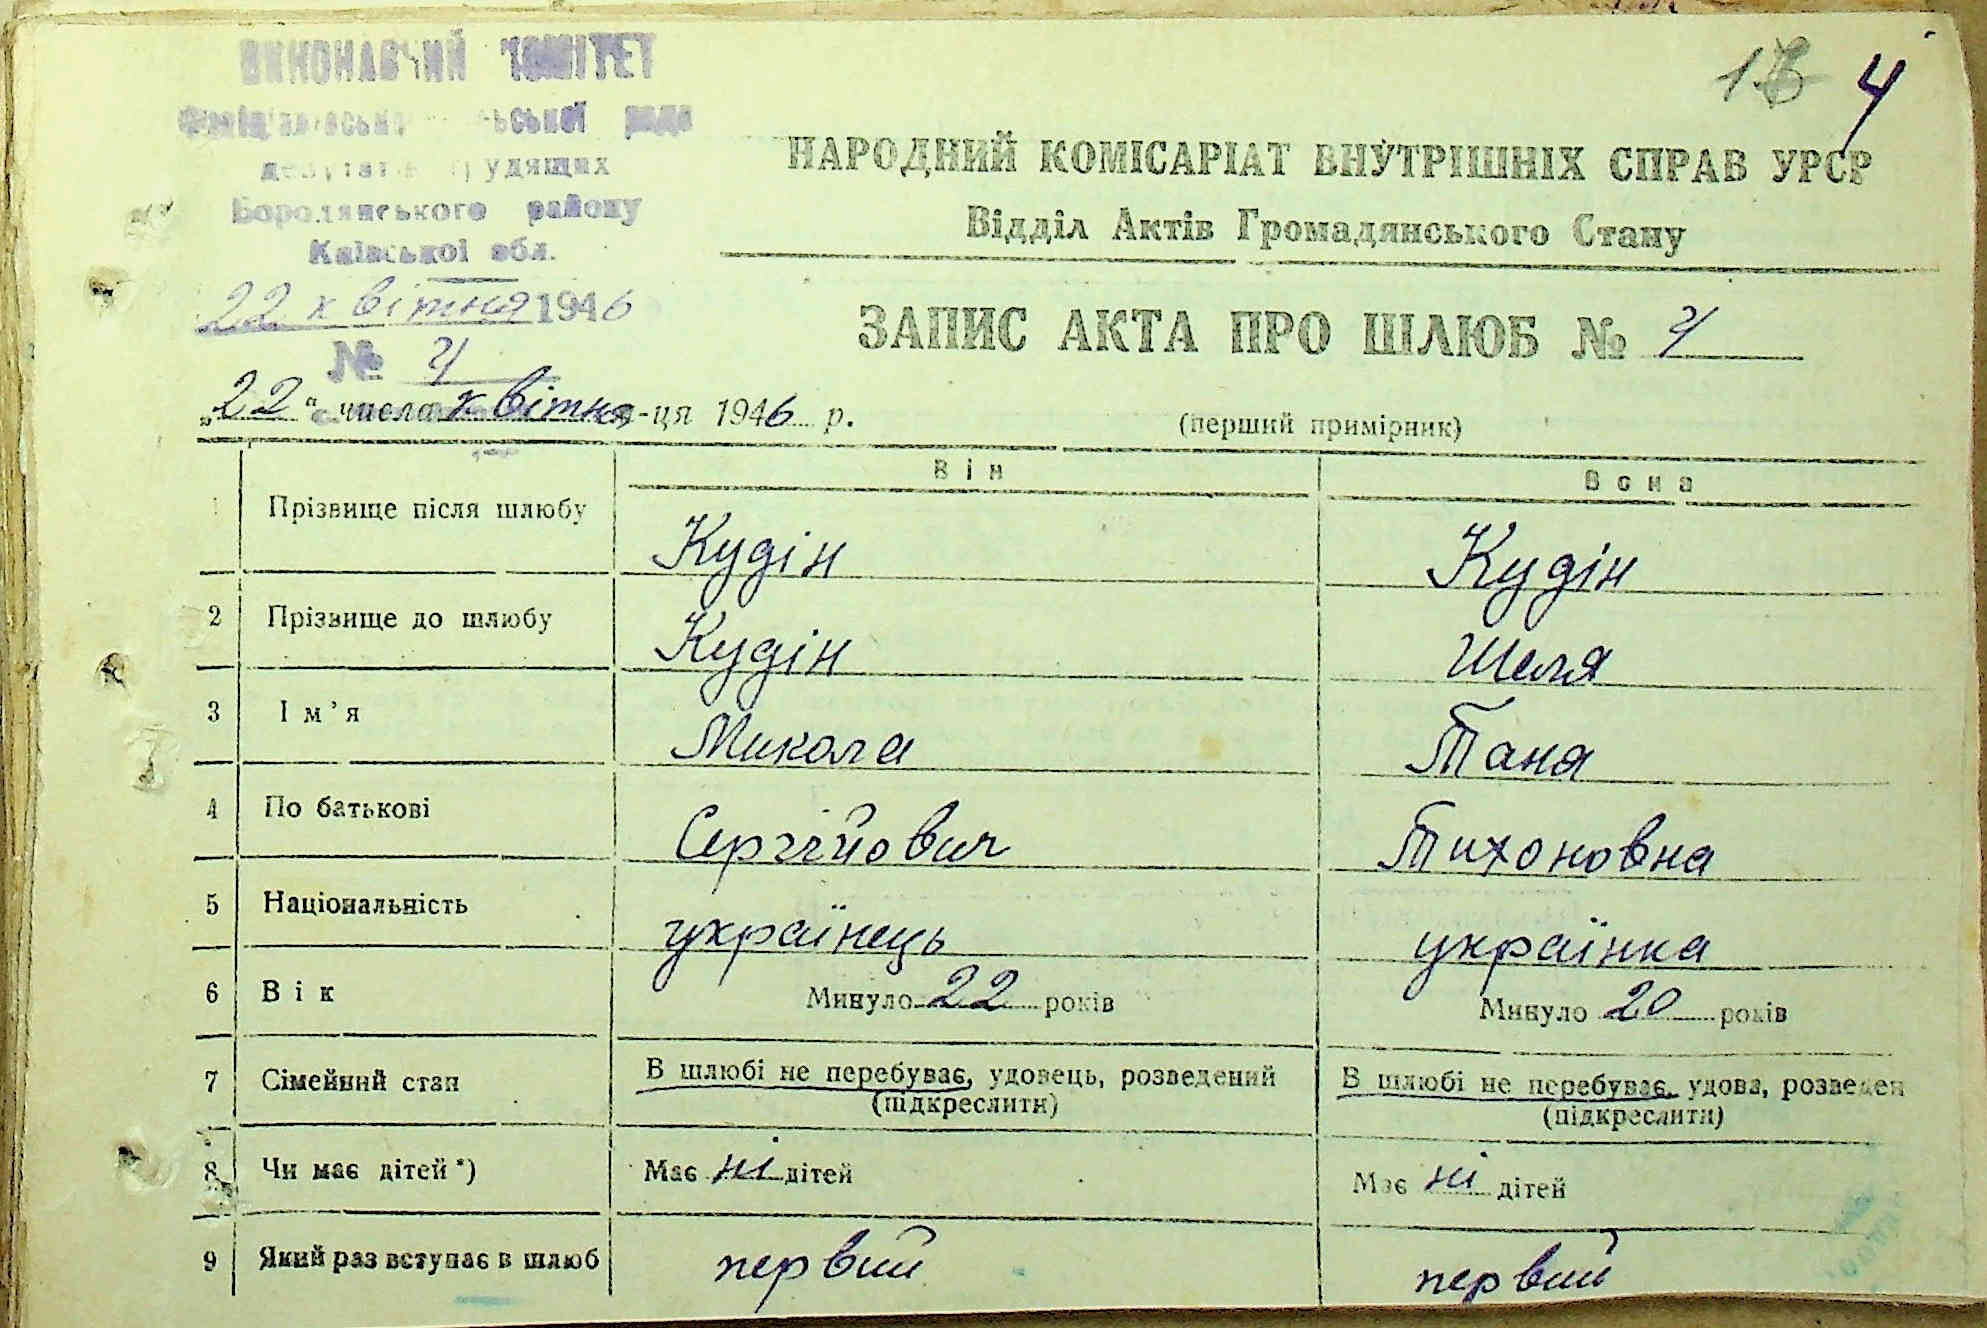 ВИКОНАВЧИЙ КОМІТЕТ
ради
депутатів трудящих
Бородянського району
Київської обл.
22 квітня 1946
№ 4
4
НАРОДНИЙ КОМІСАРІАТ ВНУТРІШНІХ СПРАВ УРСР
Відділ Актів Громадянського Стану
ЗАПИС АКТА ПРО ШЛЮБ № 4
„22“ числа квітня м-ця 1946 р.
(перший примірник)
Він Вона
1 Прізвище після шлюбу Кудін Кудін
2 Прізвище до шлюбу Кудін Шеля
3 Ім’я Микола Таня
4 По батькові Сергійович Тихоновна
5 Національність українець українка
6 Вік Минуло 22 років Минуло 20 років
7 Сімейний стан В шлюбі не перебуває, удовець, розведений В шлюбі не перебуває, удова, розведен
(підкреслити) (підкреслити)
8 Чи має дітей *) Має ні дітей Має ні дітей
9 Який раз вступає в шлюб первий первий